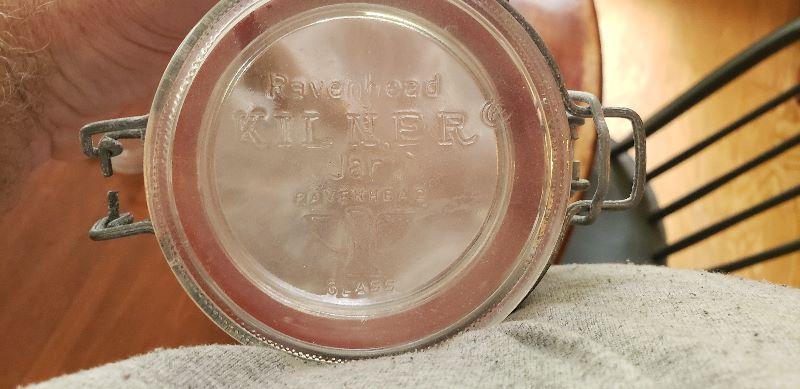 Ravenhead
KILNER®
Jar
RAVENHEAD
GLASS